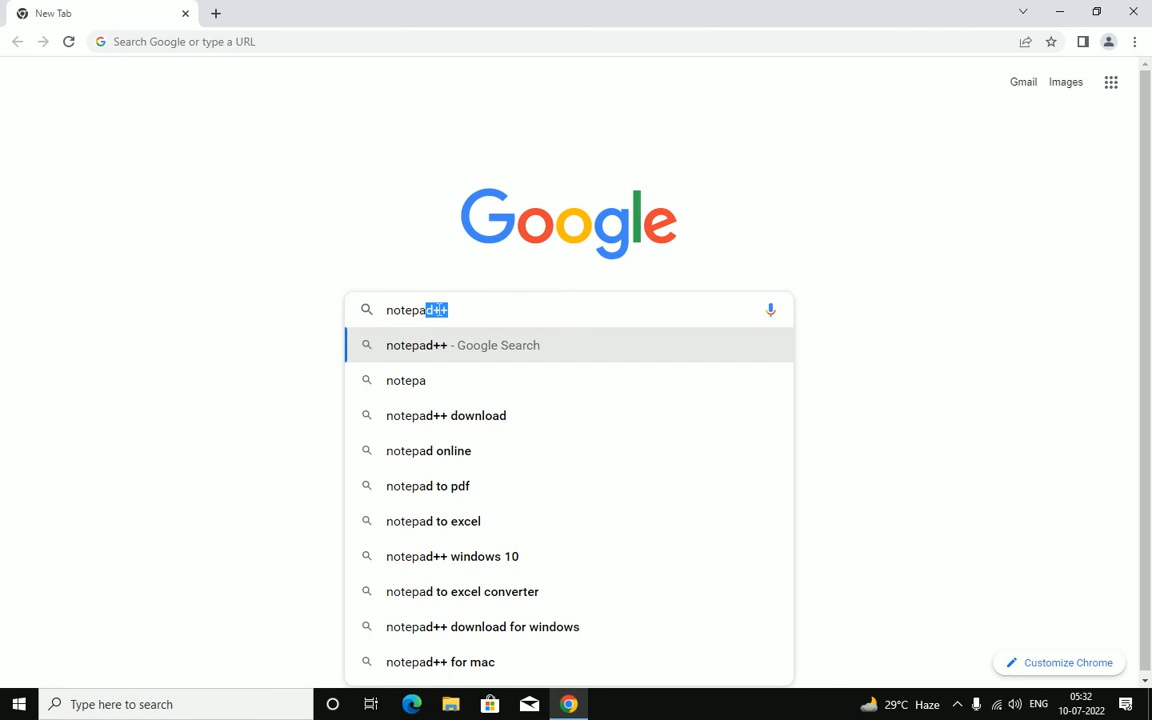 New Tab
Search Google or type a URL
Gmail Images
Google
notepad++
notepad++ - Google Search
notepa
notepad++ download
notepad online
notepad to pdf
notepad to excel
notepad++ windows 10
notepad to excel converter
notepad++ download for windows
notepad++ for mac
Customize Chrome
Type here to search
29°C Haze
ENG
05:32
10-07-2022